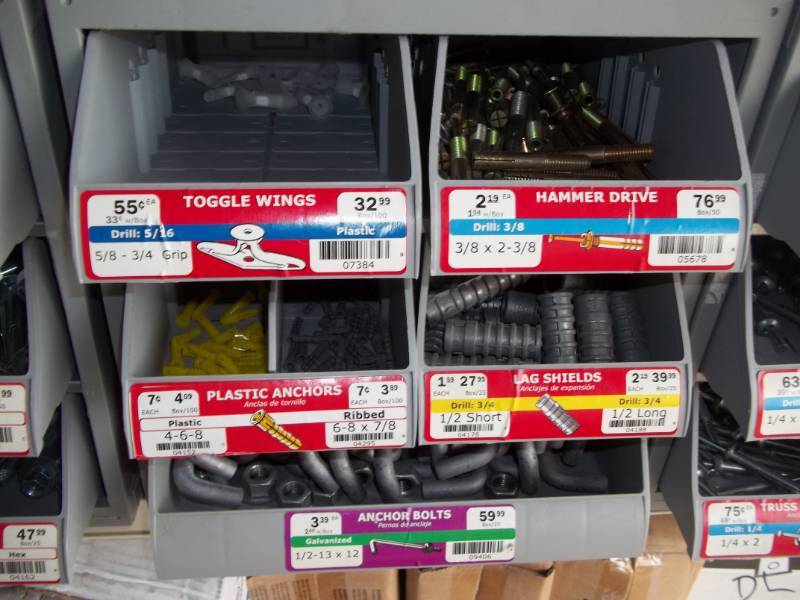 55¢ EA
33¢ w/Box
TOGGLE WINGS
32.99
Box/100
Drill: 5/16
Plastic
5/8 - 3/4 Grip
07384
2.19 EA
HAMMER DRIVE
76.99
Box/50
Drill: 3/8
3/8 x 2-3/8
05678
7¢ EACH
4.09 Box/100
PLASTIC ANCHORS
Anclas de tornillo
7¢ EACH
3.89 Box/100
Plastic
4-6-8
04152
Ribbed
6-8 x 7/8
04295
1.59 EACH
27.99 Box/25
LAG SHIELDS
Anclajes de expansión
2.15 EACH
39.99 Box/25
Drill: 3/4
1/2 Short
04175
Drill: 3/4
1/2 Long
04188
3.39 EA
ANCHOR BOLTS
Pernos de anclaje
59.99
Box/25
Galvanized
1/2-13 x 12
09406
47.99
Box/25
Hex
04162
63
1/4 x
75¢
TRUSS
Drill: 1/4
1/4 x 2